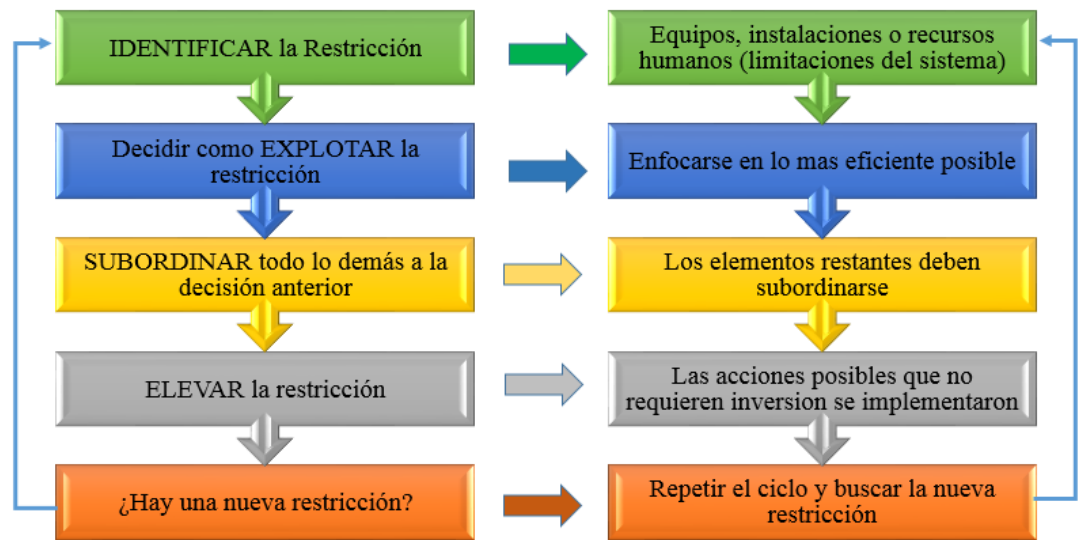 IDENTIFICAR la Restricción
Equipos, instalaciones o recursos
humanos (limitaciones del sistema)
Decidir como EXPLOTAR la
restricción
Enfocarse en lo mas eficiente posible
SUBORDINAR todo lo demás a la
decisión anterior
Los elementos restantes deben
subordinarse
ELEVAR la restricción
Las acciones posibles que no
requieren inversion se implementaron
¿Hay una nueva restricción?
Repetir el ciclo y buscar la nueva
restricción